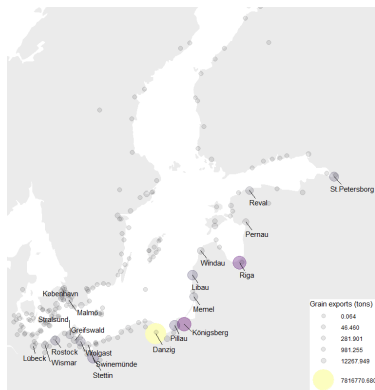 St.Petersborg
Reval
Pernau
Windau
Riga
Libau
Memel
København
Malmö
Stralsund
Greifswald
Königsberg
Pillau
Danzig
Rostock
Wolgast
Lübeck
Wismar
Swinemünde
Stettin
Grain exports (tons)
0.064
46.460
281.901
981.255
12267.949
7816770.680